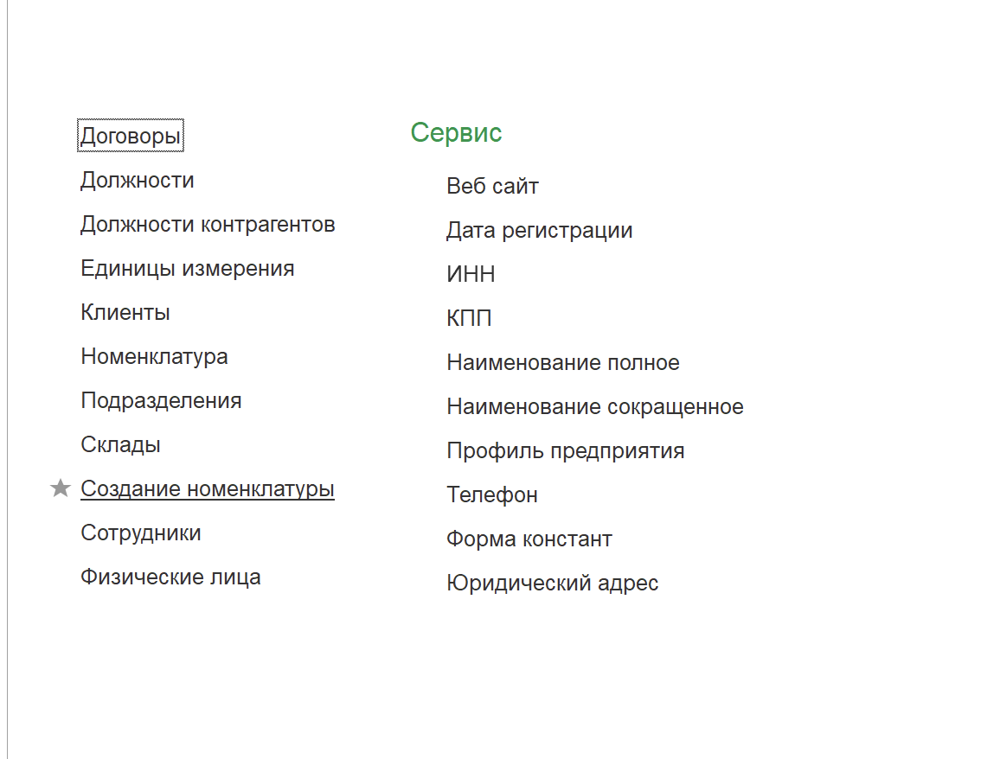 Договоры
Должности
Должности контрагентов
Единицы измерения
Клиенты
Номенклатура
Подразделения
Склады
Создание номенклатуры
Сотрудники
Физические лица
Сервис
Веб сайт
Дата регистрации
ИНН
КПП
Наименование полное
Наименование сокращенное
Профиль предприятия
Телефон
Форма констант
Юридический адрес